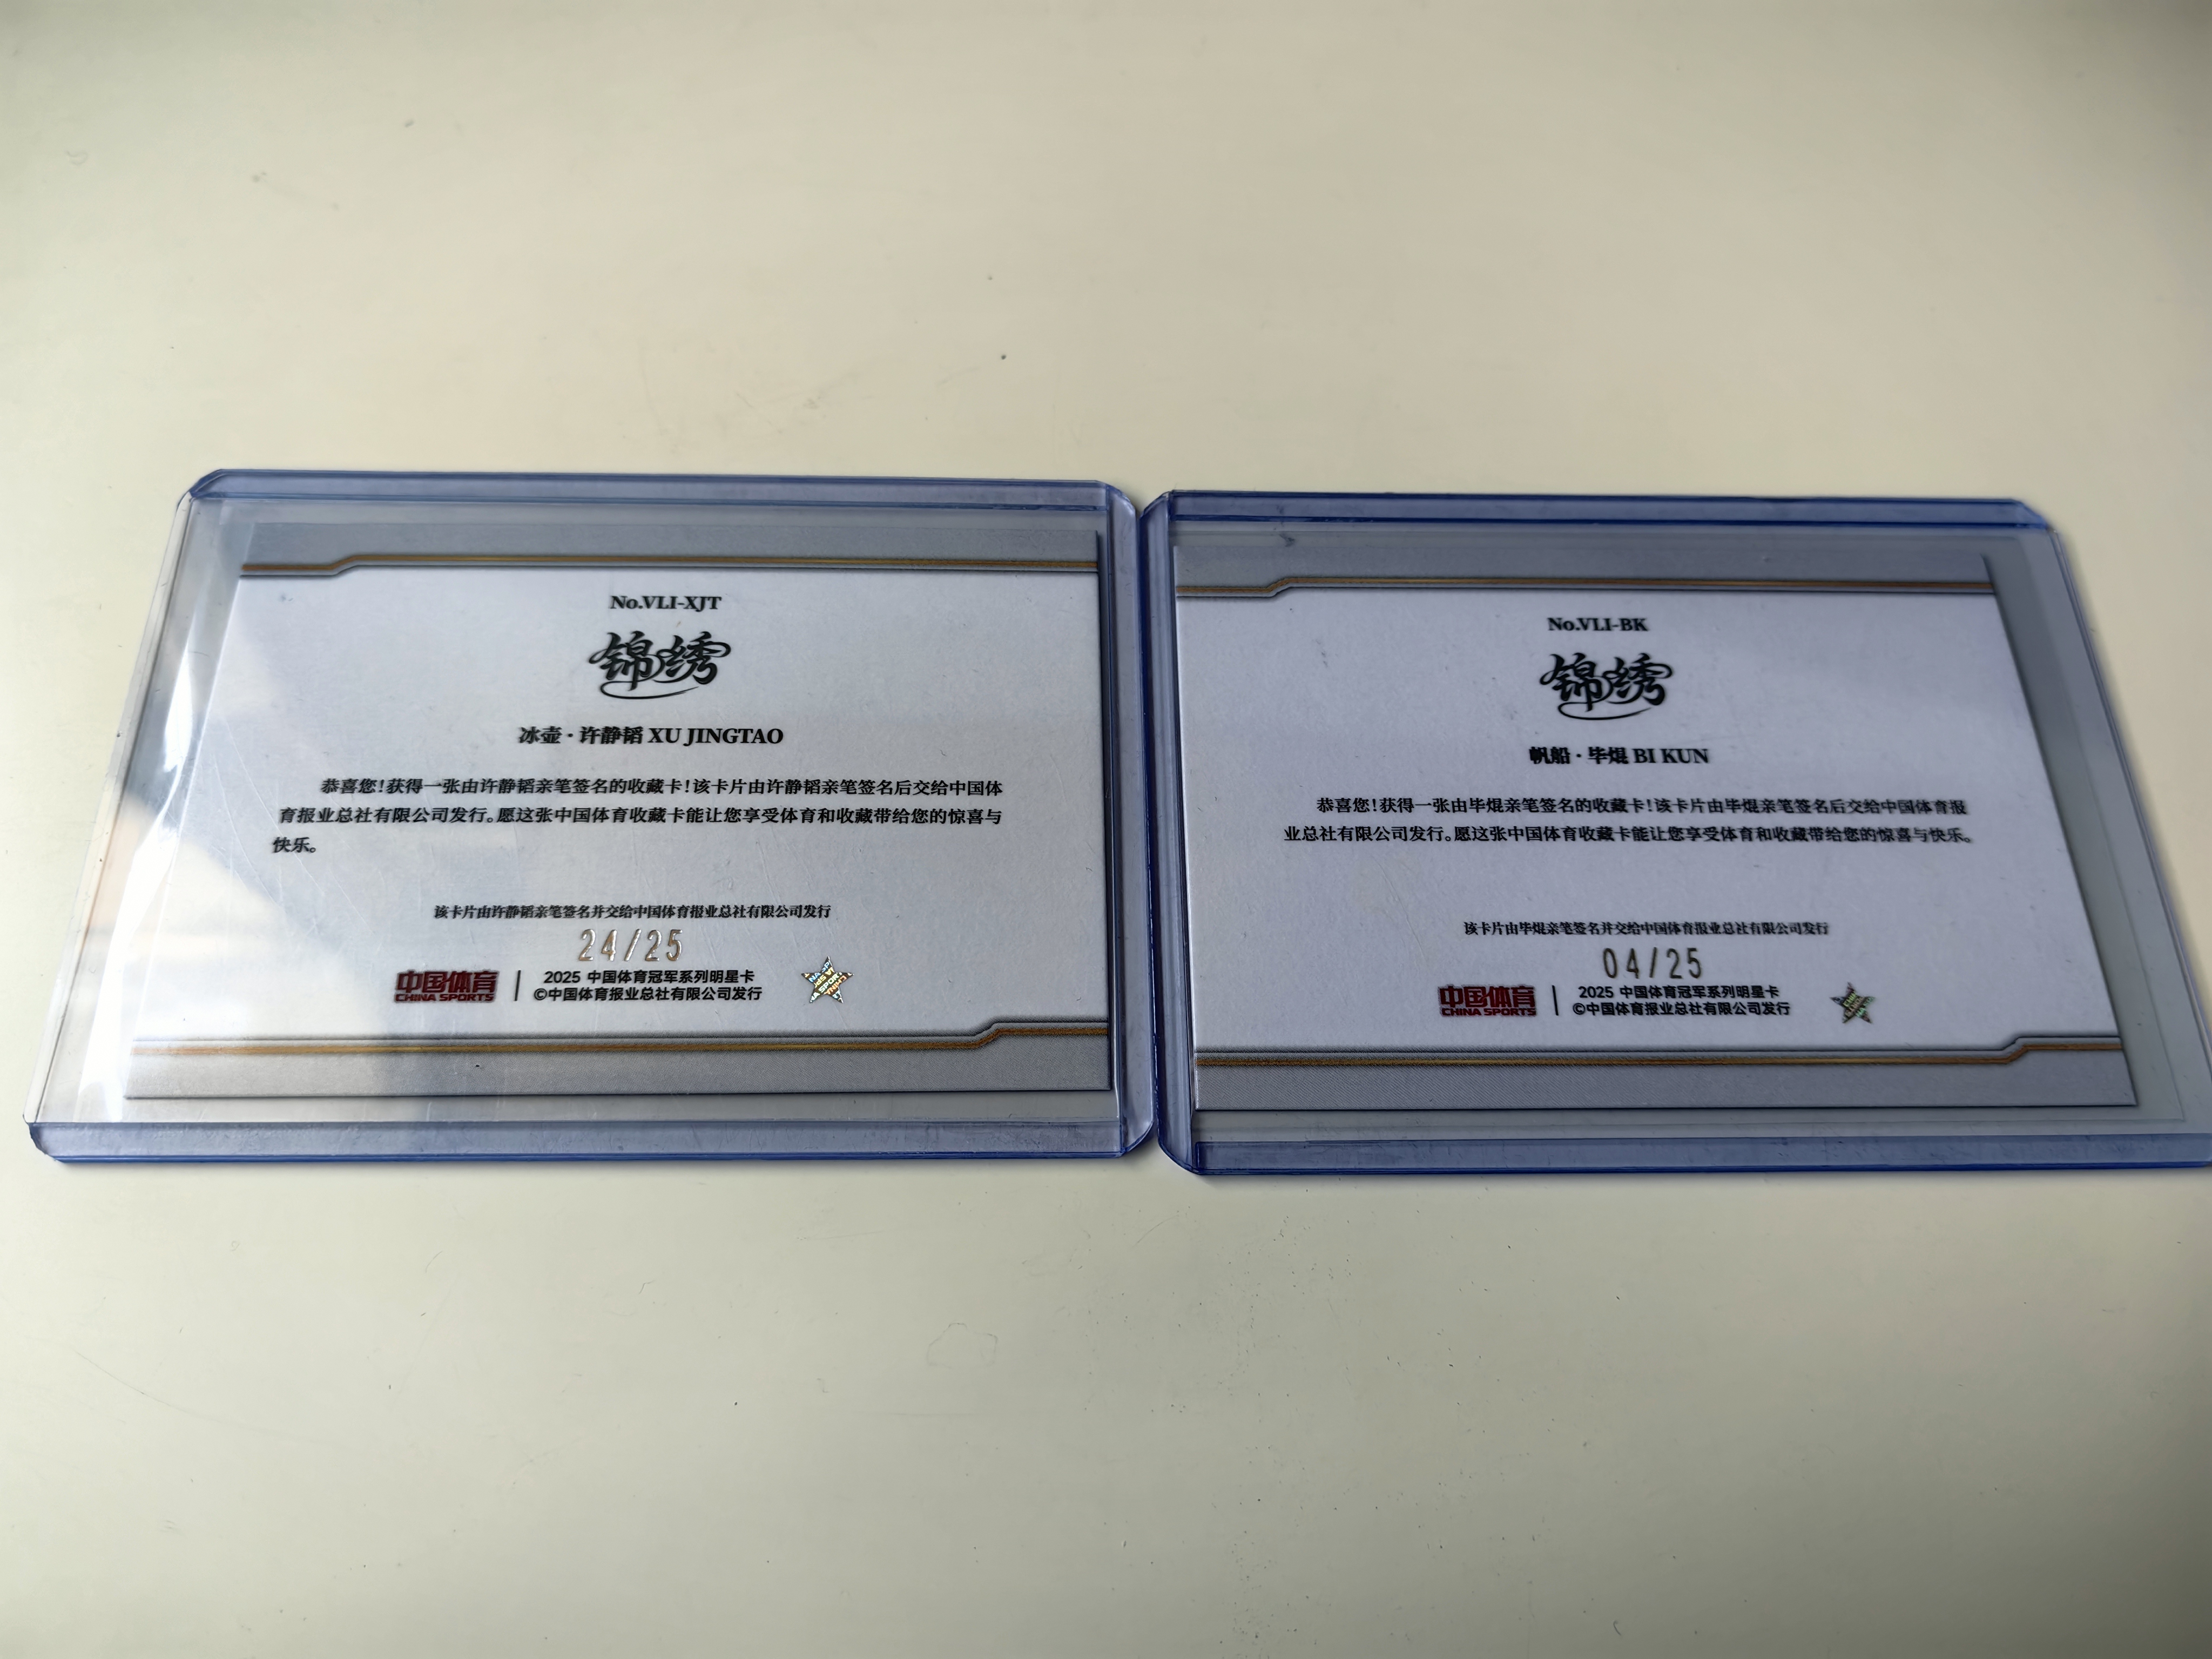 No.VLI-XJT
锦绣
冰壶·许静韬 XU JINGTAO
恭喜您!获得一张由许静韬亲笔签名的收藏卡!该卡片由许静韬亲笔签名后交给中国体
育报业总社有限公司发行。愿这张中国体育收藏卡能让您享受体育和收藏带给您的惊喜与
快乐。
该卡片由许静韬亲笔签名并交给中国体育报业总社有限公司发行
24/25
中国体育
CHINA SPORTS
2025 中国体育冠军系列明星卡
©中国体育报业总社有限公司发行
No.VLI-BK
锦绣
帆船·毕焜 BI KUN
恭喜您!获得一张由毕焜亲笔签名的收藏卡!该卡片由毕焜亲笔签名后交给中国体育报
业总社有限公司发行。愿这张中国体育收藏卡能让您享受体育和收藏带给您的惊喜与快乐。
该卡片由毕焜亲笔签名并交给中国体育报业总社有限公司发行
04/25
中国体育
CHINA SPORTS
2025 中国体育冠军系列明星卡
©中国体育报业总社有限公司发行